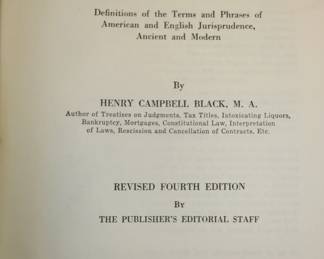 Definitions of the Terms and Phrases of
American and English Jurisprudence,
Ancient and Modern
By
HENRY CAMPBELL BLACK, M. A.
Author of Treatises on Judgments, Tax Titles, Intoxicating Liquors,
Bankruptcy, Mortgages, Constitutional Law, Interpretation
of Laws, Rescission and Cancellation of Contracts, Etc.
REVISED FOURTH EDITION
BY
THE PUBLISHER'S EDITORIAL STAFF